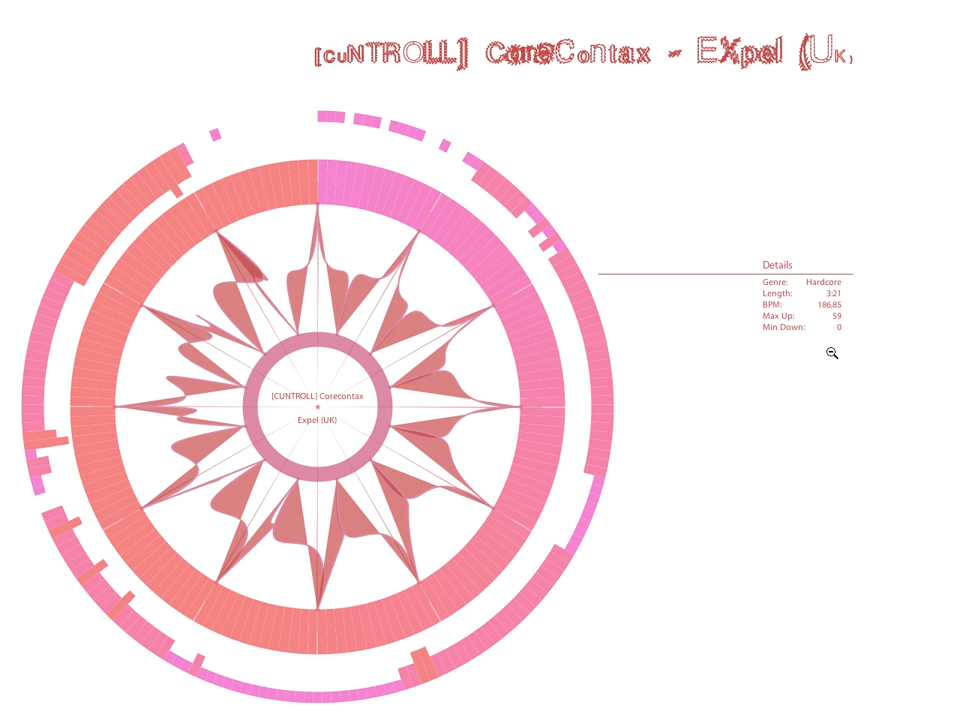 [CuNTROLL] CoreContax - EXpel (UK)
Details
Genre: Hardcore
Length: 3:21
BPM: 186,85
Max Up: 59
Min Down: 0
[CUNTROLL] Corecontax
Expel (UK)